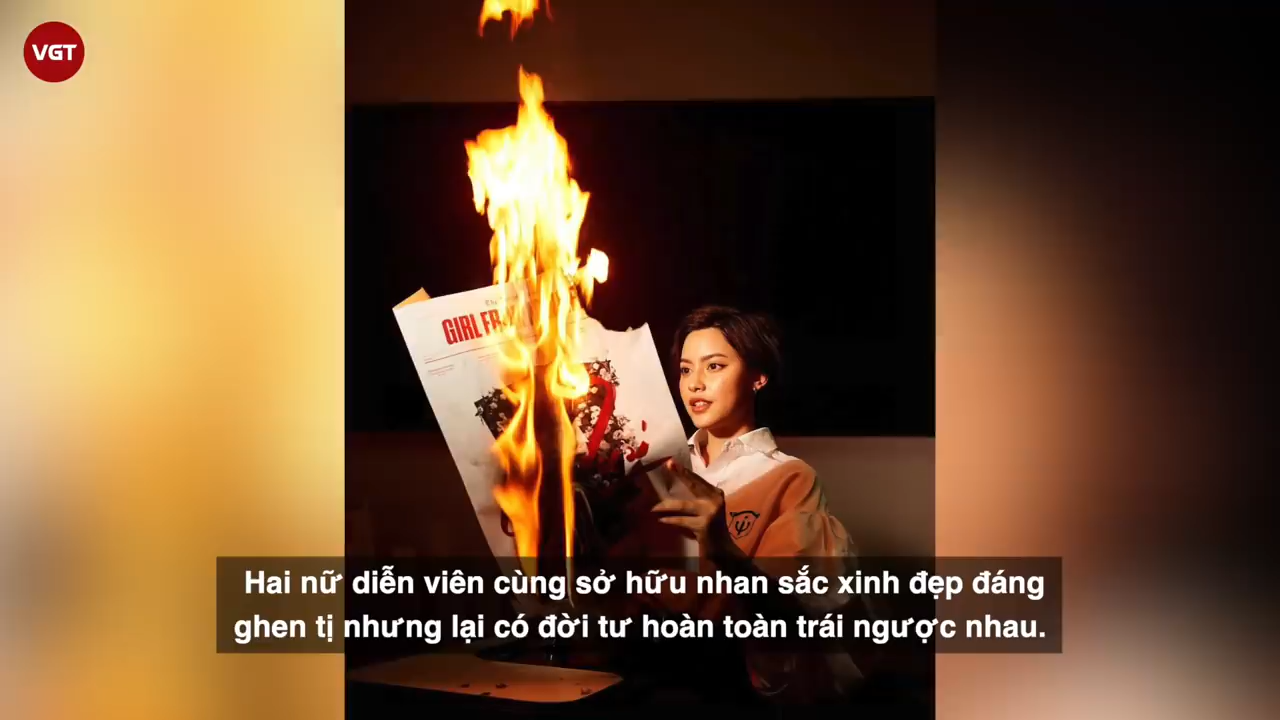 VGT
The
GIRL FR
Hai nữ diễn viên cùng sở hữu nhan sắc xinh đẹp đáng
ghen tị nhưng lại có đời tư hoàn toàn trái ngược nhau.